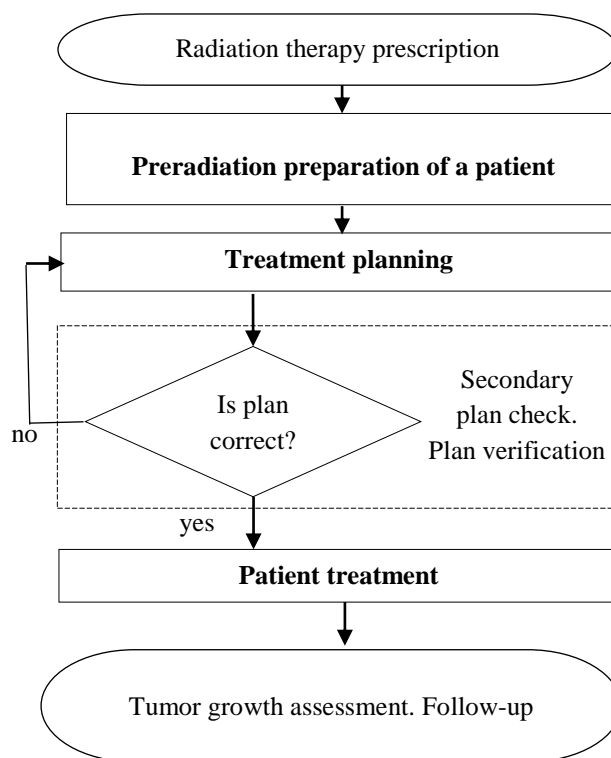 Radiation therapy prescription
Preradiation preparation of a patient
Treatment planning
Is plan
correct?
Secondary
plan check.
Plan verification
no
yes
Patient treatment
Tumor growth assessment. Follow-up